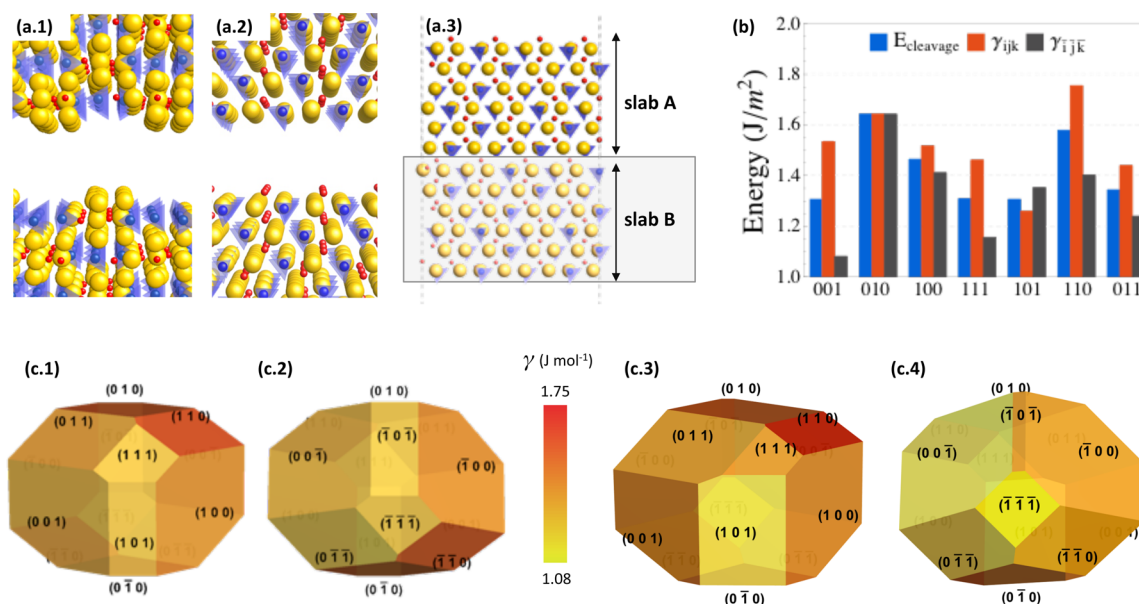 (a.1)
(a.2)
(a.3)
slab A
slab B
(b)
Energy (J/m²)
2.0
1.8
1.6
1.4
1.2
1.0
E_cleavage γ_ijk γ_i̅j̅k̅
001 010 100 111 101 110 011
(c.1)
(0 1 0)
(0 1 1)
(1 1 0)
(1 1 1)
(1 0 0)
(0 0 1)
(1 0 1)
(0 1̅ 0)
(c.2)
(0 1 0)
(1̅ 0 1̅)
(0 0 1̅)
(1̅ 0 0)
(1̅ 1̅ 1̅)
(0 1̅ 1̅)
(1̅ 1̅ 0)
(0 1̅ 0)
γ (J mol⁻¹)
1.75
1.08
(c.3)
(0 1 0)
(0 1 1)
(1 1 0)
(1 1 1)
(1 0 0)
(0 0 1)
(1 0 1)
(0 1̅ 0)
(c.4)
(0 1 0)
(1̅ 0 1̅)
(0 0 1̅)
(1̅ 0 0)
(1̅ 1̅ 1̅)
(0 1̅ 1̅)
(1̅ 1̅ 0)
(0 1̅ 0)